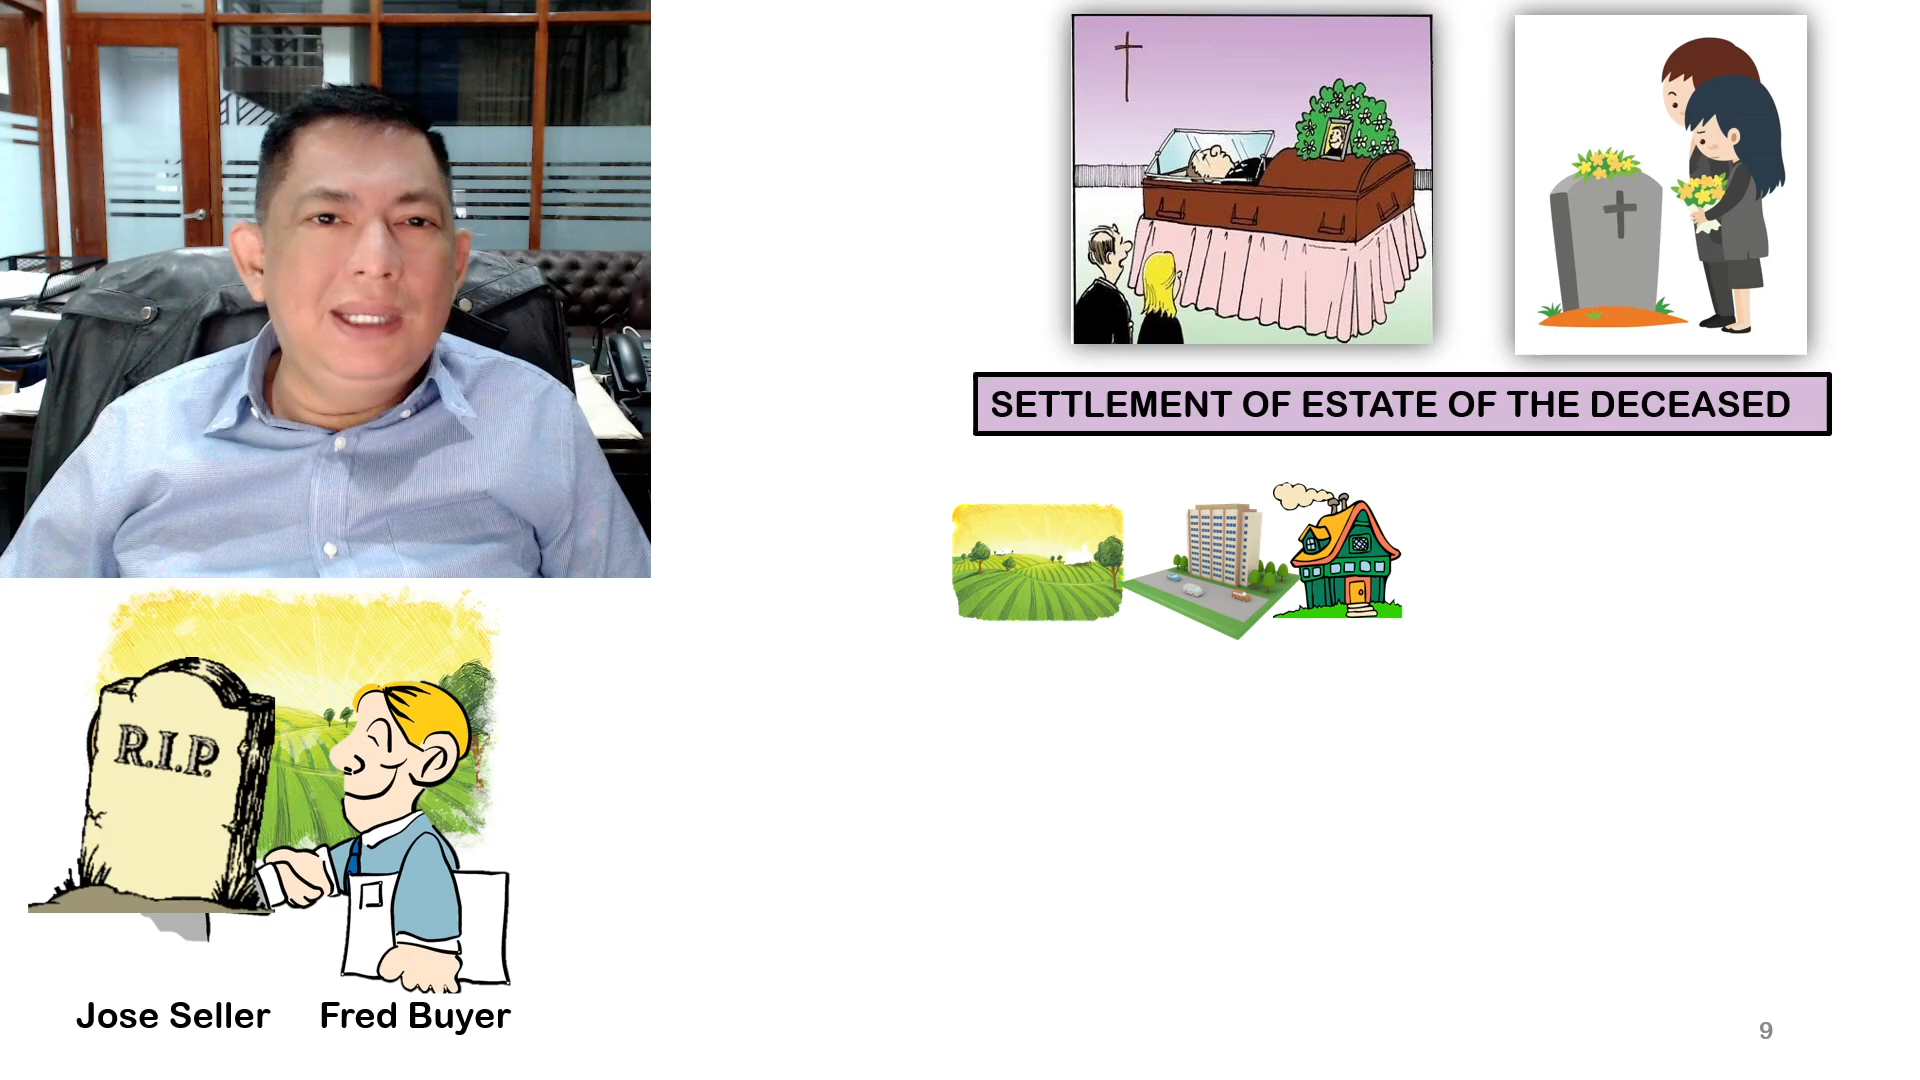 SETTLEMENT OF ESTATE OF THE DECEASED
R.I.P.
Jose Seller
Fred Buyer
9